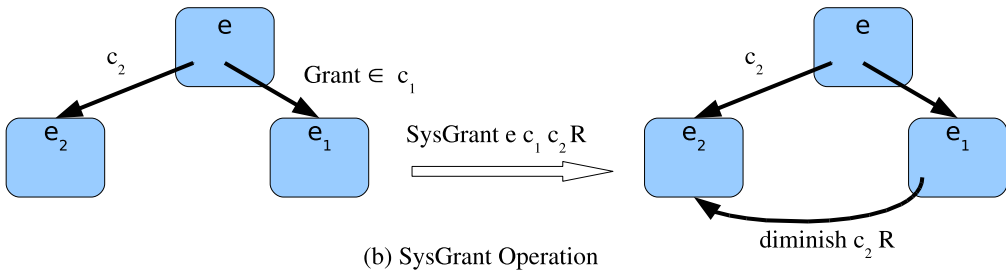 e
c₂
Grant ∈ c₁
e₂
e₁
SysGrant e c₁ c₂ R
e
c₂
e₂
e₁
diminish c₂ R
(b) SysGrant Operation